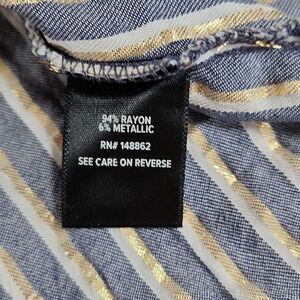 94% RAYON
6% METALLIC
RN# 148862
SEE CARE ON REVERSE